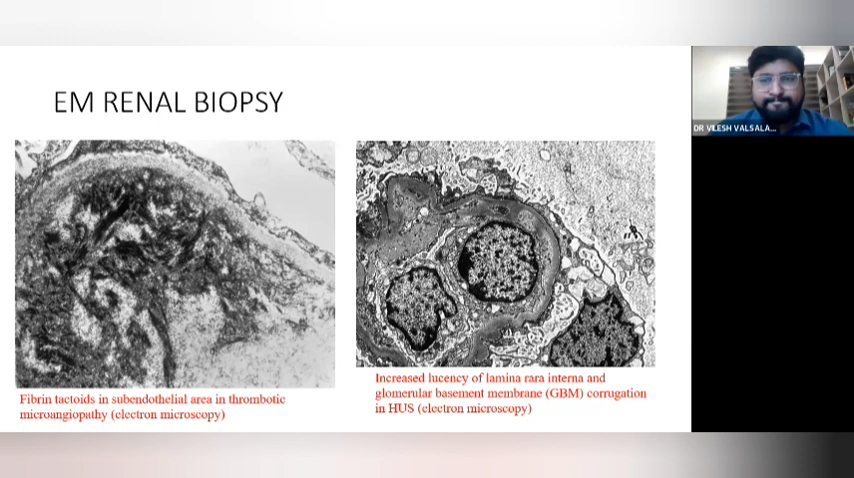 EM RENAL BIOPSY
DR VILESH VALSALA...
Fibrin tactoids in subendothelial area in thrombotic
microangiopathy (electron microscopy)
Increased lucency of lamina rara interna and
glomerular basement membrane (GBM) corrugation
in HUS (electron microscopy)